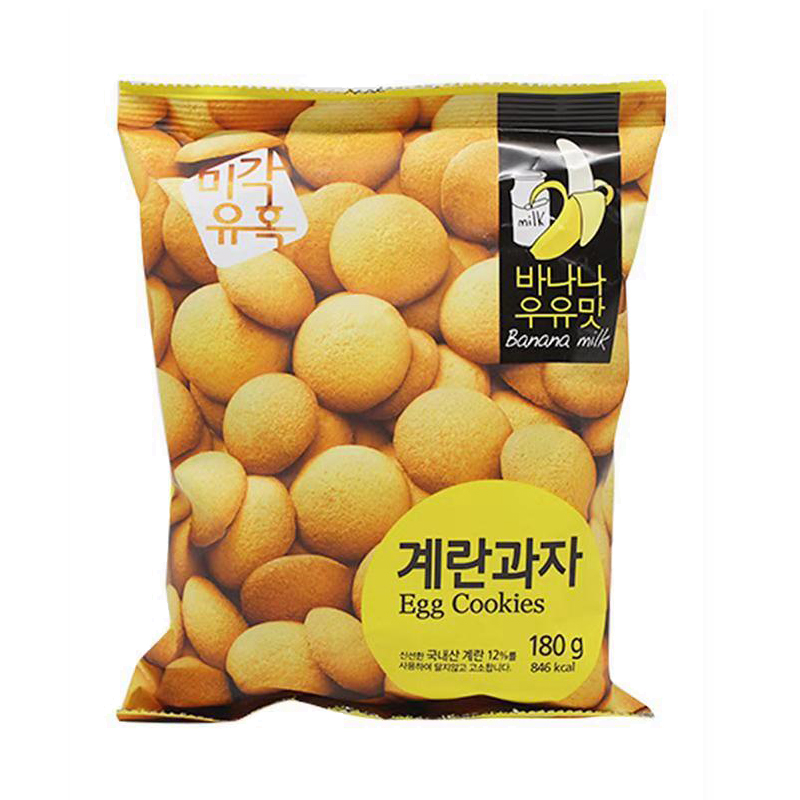 미각
유혹
milk
바나나
우유맛
Banana milk
계란과자
Egg Cookies
신선한 국내산 계란 12%를
사용하여 달지않고 고소합니다.
180 g
846 kcal